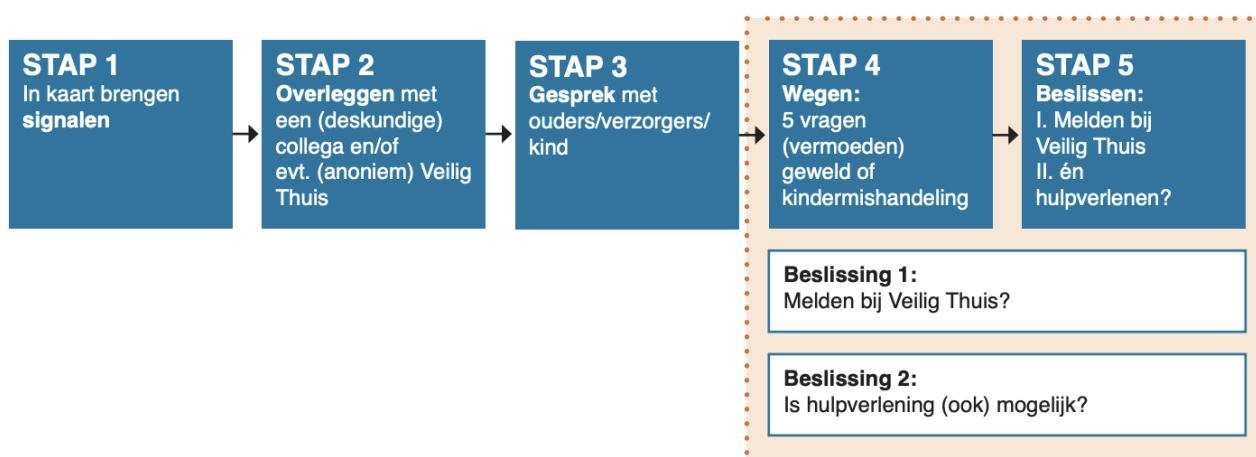 STAP 1
In kaart brengen
signalen
STAP 2
Overleggen met
een (deskundige)
collega en/of
evt. (anoniem) Veilig
Thuis
STAP 3
Gesprek met
ouders/verzorgers/
kind
STAP 4
Wegen:
5 vragen
(vermoeden)
geweld of
kindermishandeling
STAP 5
Beslissen:
I. Melden bij
Veilig Thuis
II. én
hulpverlenen?
Beslissing 1:
Melden bij Veilig Thuis?
Beslissing 2:
Is hulpverlening (ook) mogelijk?